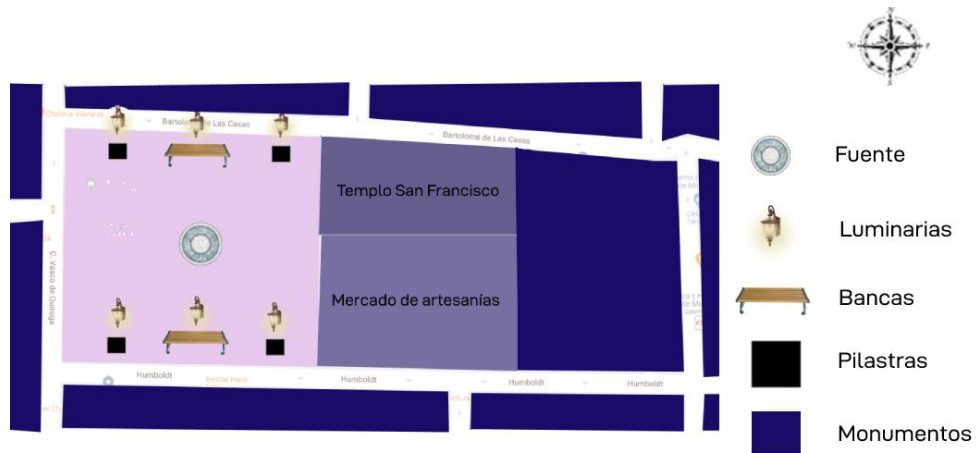 Bartolomé de Las Casas
Bartolomé de Las Casas
Templo San Francisco
Mercado de artesanías
C. Vasco de Quiroga
Humboldt
Humboldt
Humboldt
Humboldt
Fuente
Luminarias
Bancas
Pilastras
Monumentos